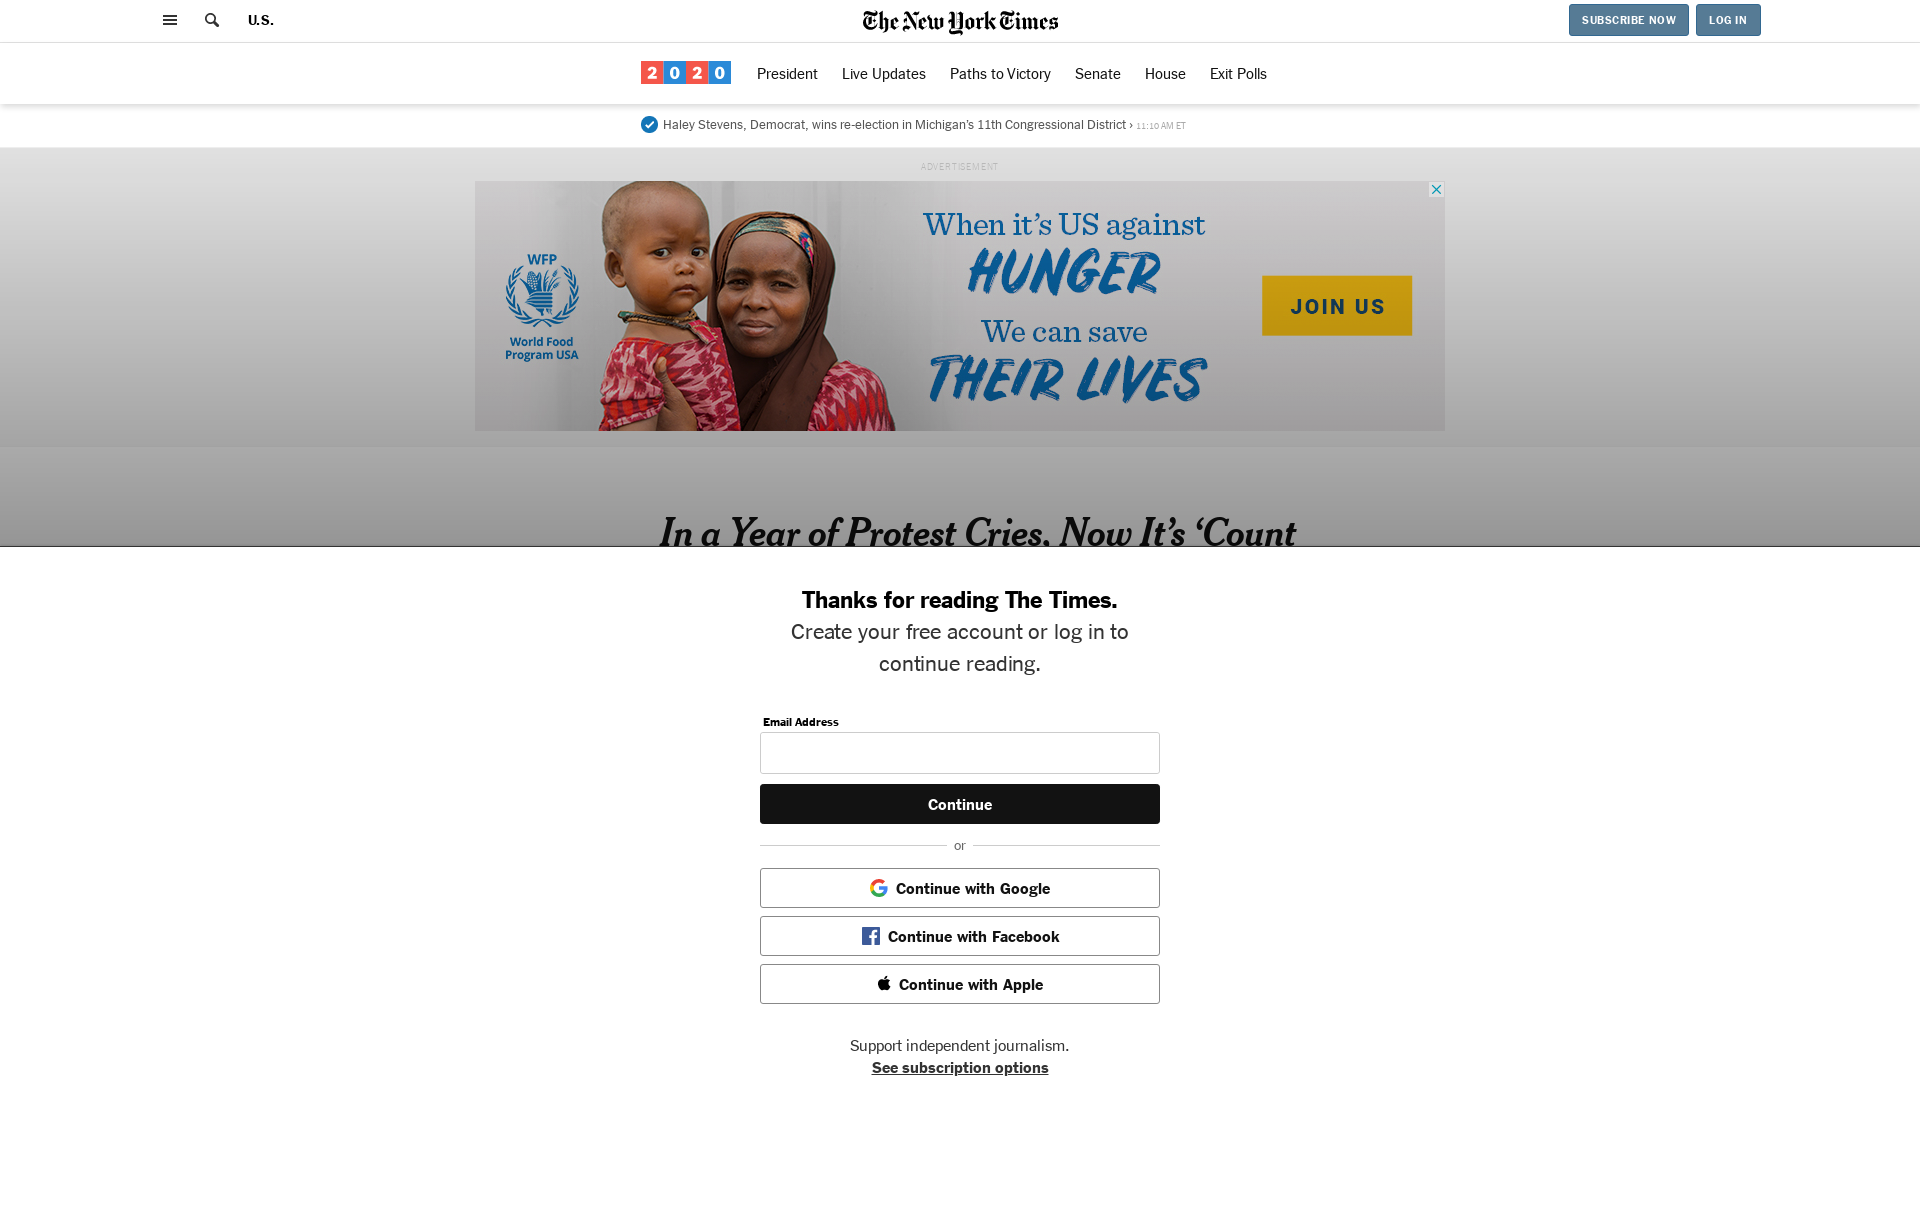 U.S.
The New York Times
SUBSCRIBE NOW
LOG IN
2020
President
Live Updates
Paths to Victory
Senate
House
Exit Polls
Haley Stevens, Democrat, wins re-election in Michigan’s 11th Congressional District › 11:10 AM ET
ADVERTISEMENT
WFP
World Food
Program USA
When it’s US against
HUNGER
We can save
THEIR LIVES
JOIN US
In a Year of Protest Cries, Now It’s ‘Count
Thanks for reading The Times.
Create your free account or log in to
continue reading.
Email Address
Continue
or
Continue with Google
Continue with Facebook
Continue with Apple
Support independent journalism.
See subscription options